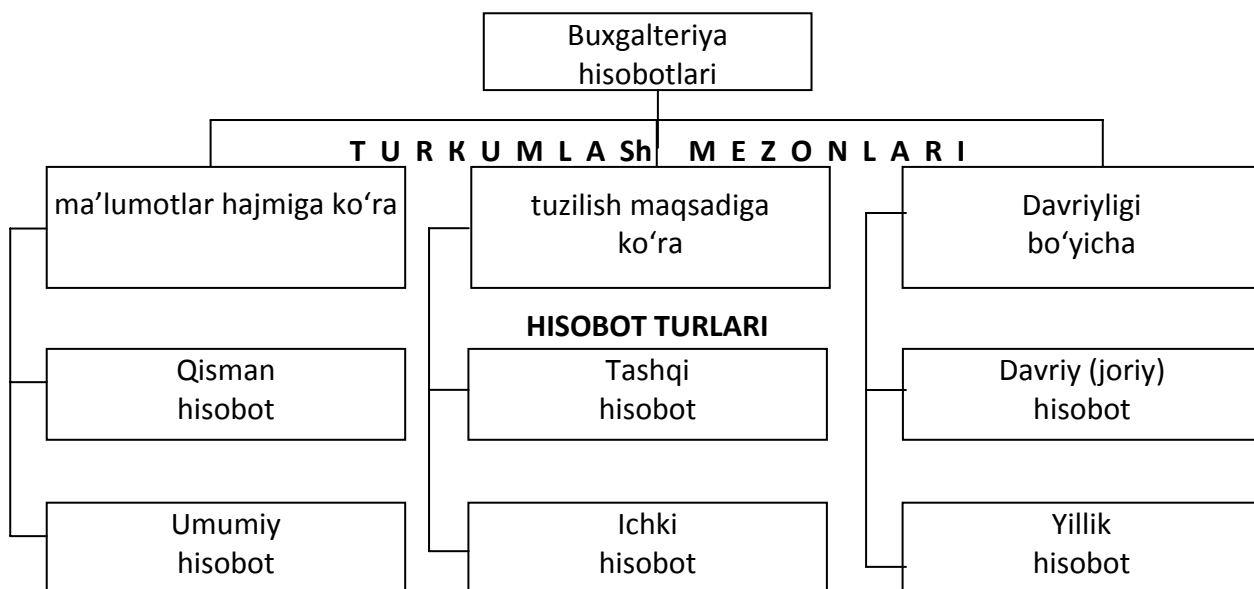 Buxgalteriya
hisobotlari
T U R K U M L A Sh M E Z O N L A R I
ma’lumotlar hajmiga ko‘ra
tuzilish maqsadiga
ko‘ra
Davriyligi
bo‘yicha
HISOBOT TURLARI
Qisman
hisobot
Tashqi
hisobot
Davriy (joriy)
hisobot
Umumiy
hisobot
Ichki
hisobot
Yillik
hisobot